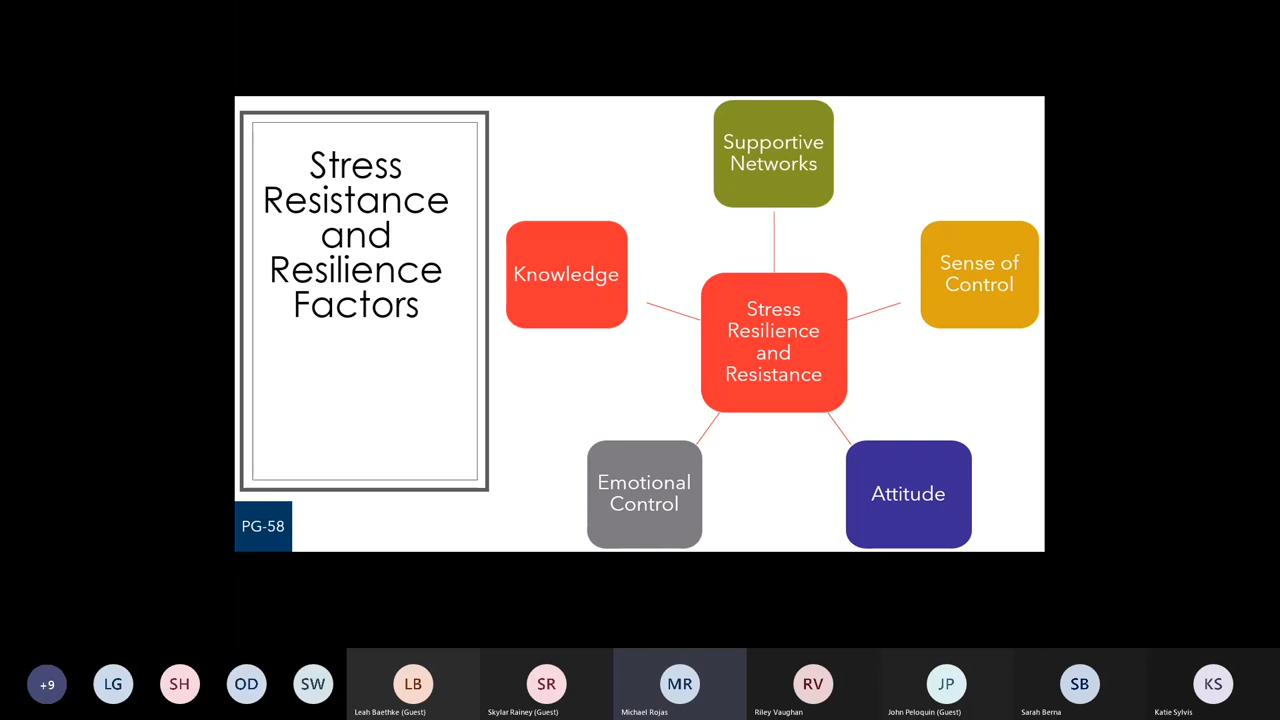 Stress
Resistance
and
Resilience
Factors
Supportive
Networks
Knowledge
Sense of
Control
Stress
Resilience
and
Resistance
Emotional
Control
Attitude
PG-58
+9
LG
SH
OD
SW
LB
SR
MR
RV
JP
SB
KS
Leah Baethke (Guest)
Skylar Rainey (Guest)
Michael Rojas
Riley Vaughan
John Peloquin (Guest)
Sarah Berna
Katie Sylvis